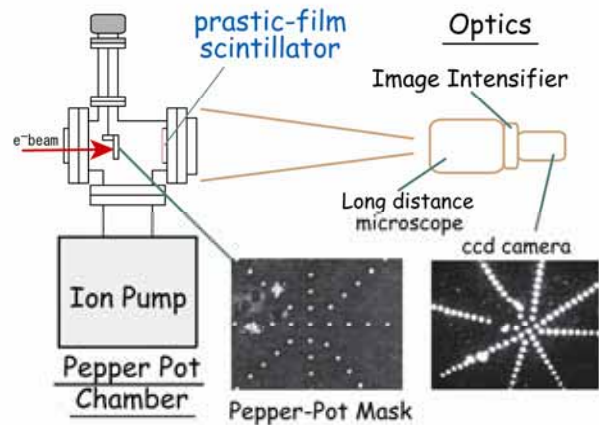 prastic-film
scintillator
Optics
Image Intensifier
e⁻beam
Long distance
microscope
ccd camera
Ion Pump
Pepper Pot
Chamber
Pepper-Pot Mask